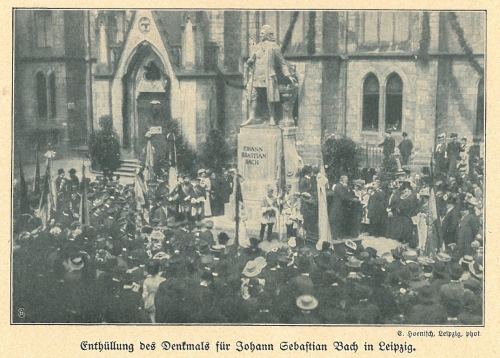 JOHANN
SEBASTIAN
BACH
E. Hoenisch, Leipzig, phot.
Enthüllung des Denkmals für Johann Sebastian Bach in Leipzig.